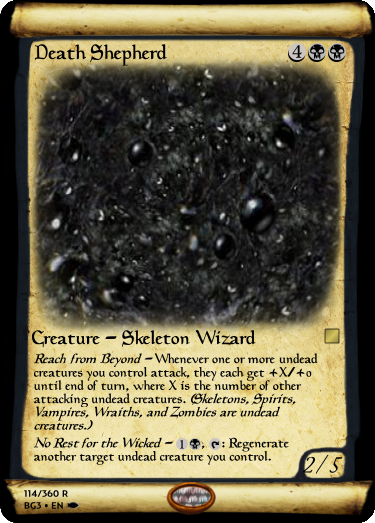 Death Shepherd 4
Creature – Skeleton Wizard
Reach from Beyond – Whenever one or more undead
creatures you control attack, they each get +X/+0
until end of turn, where X is the number of other
attacking undead creatures. (Skeletons, Spirits,
Vampires, Wraiths, and Zombies are undead
creatures.)
No Rest for the Wicked – 1 , : Regenerate
another target undead creature you control.
2/5
114/360 R
BG3 • EN